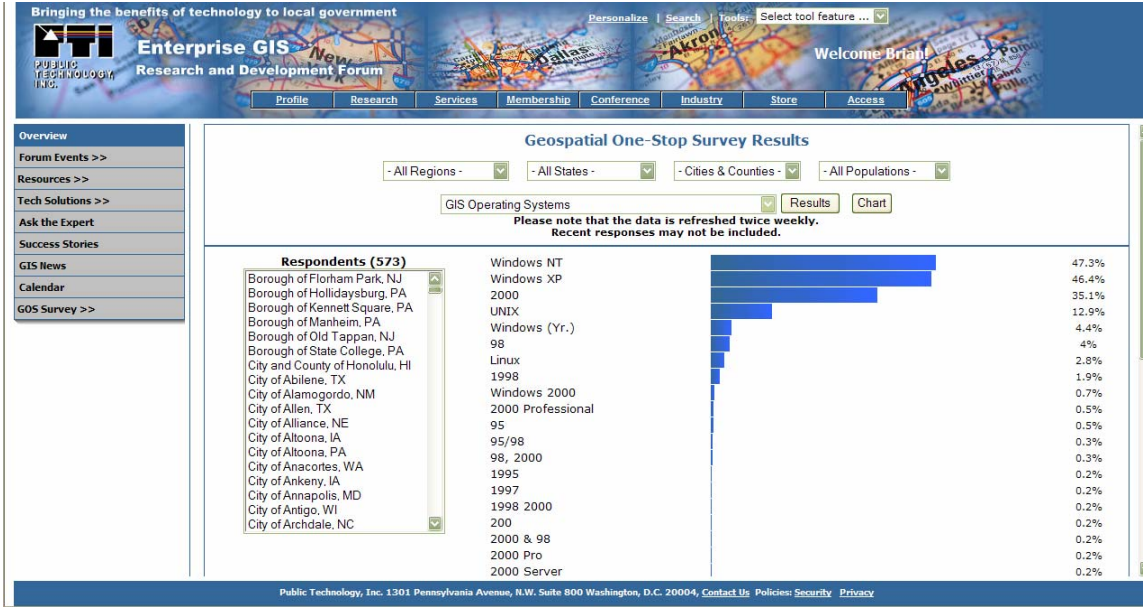 Bringing the benefits of technology to local government
Personalize | Search | Tools: Select tool feature ...
PTI
PUBLIC
TECHNOLOGY,
INC.
Enterprise GIS
Research and Development Forum
New
Dallas
Akron
Angeles
Whittier
Welcome Brian!
Profile Research Services Membership Conference Industry Store Access
Overview
Forum Events >>
Resources >>
Tech Solutions >>
Ask the Expert
Success Stories
GIS News
Calendar
GOS Survey >>
Geospatial One-Stop Survey Results
- All Regions - - All States - - Cities & Counties - - All Populations -
GIS Operating Systems Results Chart
Please note that the data is refreshed twice weekly.
Recent responses may not be included.
Respondents (573)
Borough of Florham Park, NJ
Borough of Hollidaysburg, PA
Borough of Kennett Square, PA
Borough of Manheim, PA
Borough of Old Tappan, NJ
Borough of State College, PA
City and County of Honolulu, HI
City of Abilene, TX
City of Alamogordo, NM
City of Allen, TX
City of Alliance, NE
City of Altoona, IA
City of Altoona, PA
City of Anacortes, WA
City of Ankeny, IA
City of Annapolis, MD
City of Antigo, WI
City of Archdale, NC
Windows NT 47.3%
Windows XP 46.4%
2000 35.1%
UNIX 12.9%
Windows (Yr.) 4.4%
98 4%
Linux 2.8%
1998 1.9%
Windows 2000 0.7%
2000 Professional 0.5%
95 0.5%
95/98 0.3%
98, 2000 0.3%
1995 0.2%
1997 0.2%
1998 2000 0.2%
200 0.2%
2000 & 98 0.2%
2000 Pro 0.2%
2000 Server 0.2%
Public Technology, Inc. 1301 Pennsylvania Avenue, N.W. Suite 800 Washington, D.C. 20004, Contact Us Policies: Security Privacy